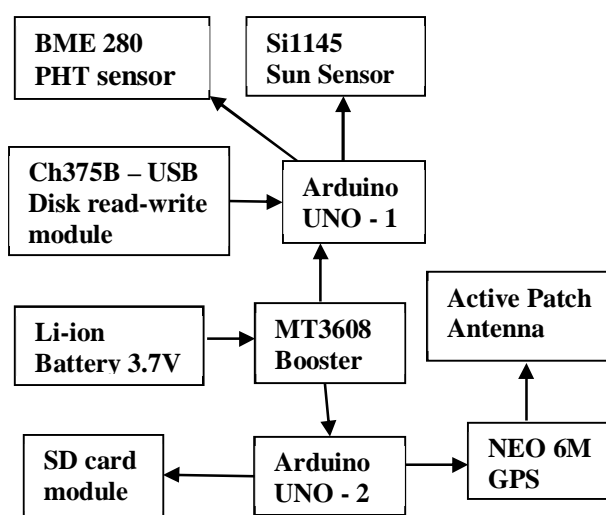 BME 280
PHT sensor
Si1145
Sun Sensor
Ch375B – USB
Disk read-write
module
Arduino
UNO - 1
Li-ion
Battery 3.7V
MT3608
Booster
Active Patch
Antenna
SD card
module
Arduino
UNO - 2
NEO 6M
GPS